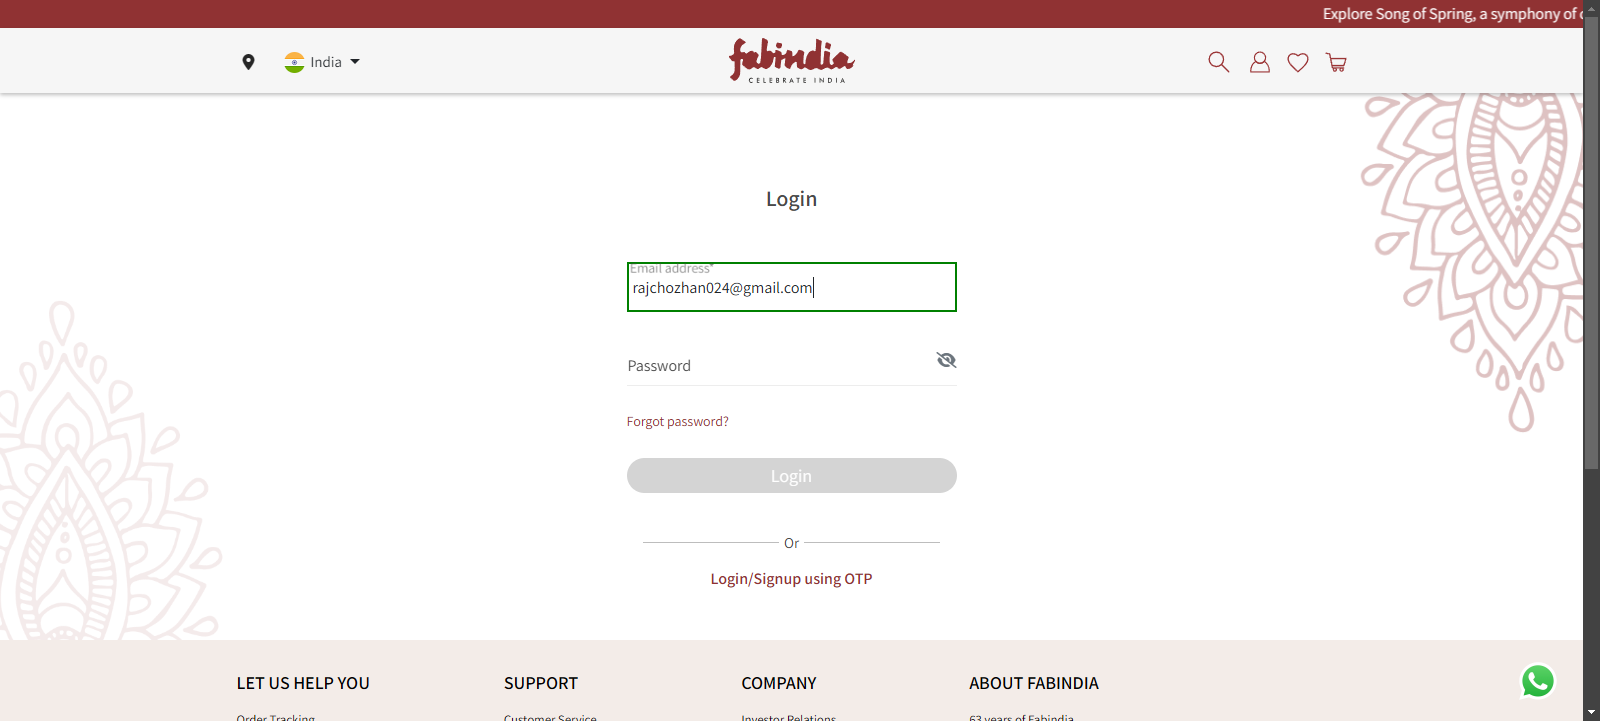 Explore Song of Spring, a symphony of
India
fabindia
CELEBRATE INDIA
Login
Email address*
rajchozhan024@gmail.com
Password
Forgot password?
Login
Or
Login/Signup using OTP
LET US HELP YOU
SUPPORT
COMPANY
ABOUT FABINDIA
Order Tracking
Customer Service
Investor Relations
63 years of Fabindia